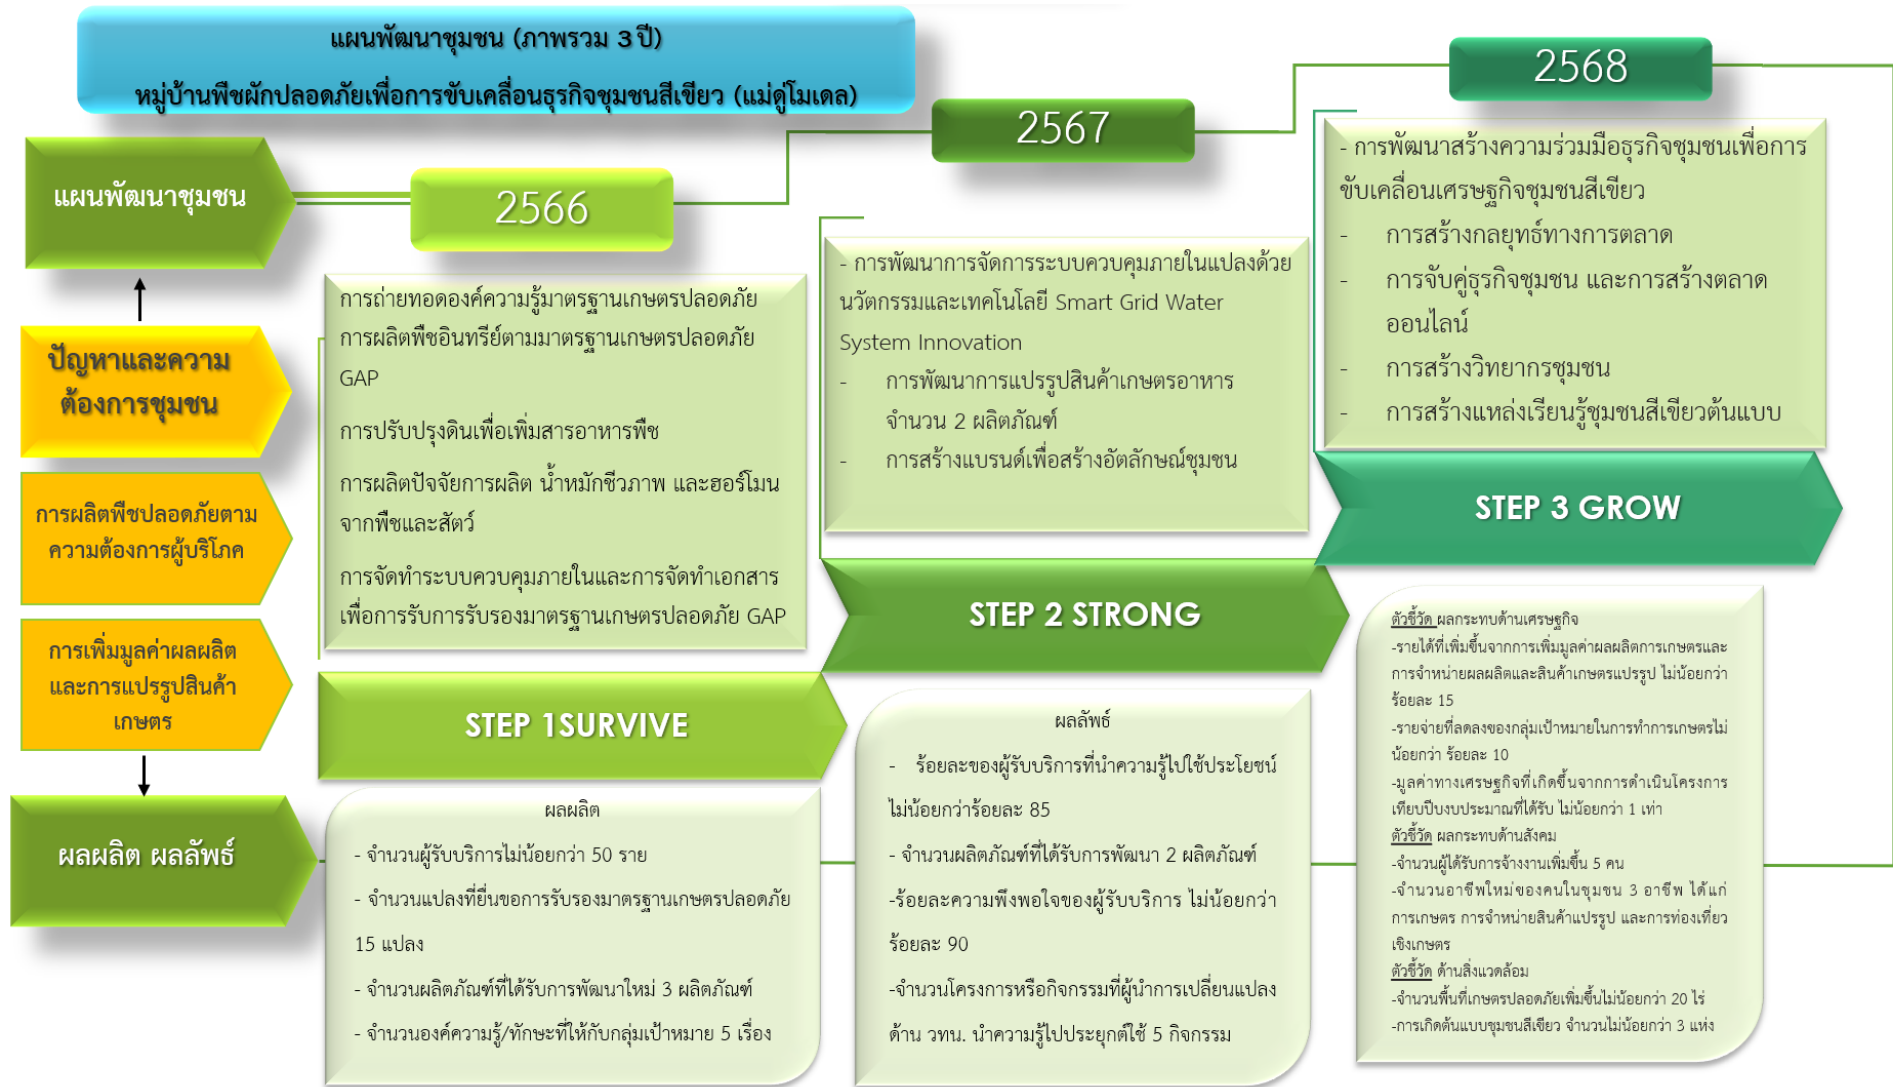 แผนพัฒนาชุมชน (ภาพรวม 3 ปี)
หมู่บ้านพืชผักปลอดภัยเพื่อการขับเคลื่อนธุรกิจชุมชนสีเขียว (แม่ดู่โมเดล)
แผนพัฒนาชุมชน
ปัญหาและความ
ต้องการชุมชน
การผลิตพืชปลอดภัยตาม
ความต้องการผู้บริโภค
การเพิ่มมูลค่าผลผลิต
และการแปรรูปสินค้า
เกษตร
ผลผลิต ผลลัพธ์
2566
การถ่ายทอดองค์ความรู้มาตรฐานเกษตรปลอดภัย
การผลิตพืชอินทรีย์ตามมาตรฐานเกษตรปลอดภัย
GAP
การปรับปรุงดินเพื่อเพิ่มสารอาหารพืช
การผลิตปัจจัยการผลิต น้ำหมักชีวภาพ และฮอร์โมน
จากพืชและสัตว์
การจัดทำระบบควบคุมภายในและการจัดทำเอกสาร
เพื่อการรับการรับรองมาตรฐานเกษตรปลอดภัย GAP
STEP 1SURVIVE
ผลผลิต
- จำนวนผู้รับบริการไม่น้อยกว่า 50 ราย
- จำนวนแปลงที่ยื่นขอการรับรองมาตรฐานเกษตรปลอดภัย
15 แปลง
- จำนวนผลิตภัณฑ์ที่ได้รับการพัฒนาใหม่ 3 ผลิตภัณฑ์
- จำนวนองค์ความรู้/ทักษะที่ให้กับกลุ่มเป้าหมาย 5 เรื่อง
2567
- การพัฒนาการจัดการระบบควบคุมภายในแปลงด้วย
นวัตกรรมและเทคโนโลยี Smart Grid Water
System Innovation
- การพัฒนาการแปรรูปสินค้าเกษตรอาหาร
จำนวน 2 ผลิตภัณฑ์
- การสร้างแบรนด์เพื่อสร้างอัตลักษณ์ชุมชน
STEP 2 STRONG
ผลลัพธ์
- ร้อยละของผู้รับบริการที่นำความรู้ไปใช้ประโยชน์
ไม่น้อยกว่าร้อยละ 85
- จำนวนผลิตภัณฑ์ที่ได้รับการพัฒนา 2 ผลิตภัณฑ์
-ร้อยละความพึงพอใจของผู้รับบริการ ไม่น้อยกว่า
ร้อยละ 90
-จำนวนโครงการหรือกิจกรรมที่ผู้นำการเปลี่ยนแปลง
ด้าน วทน. นำความรู้ไปประยุกต์ใช้ 5 กิจกรรม
2568
- การพัฒนาสร้างความร่วมมือธุรกิจชุมชนเพื่อการ
ขับเคลื่อนเศรษฐกิจชุมชนสีเขียว
- การสร้างกลยุทธ์ทางการตลาด
- การจับคู่ธุรกิจชุมชน และการสร้างตลาด
ออนไลน์
- การสร้างวิทยากรชุมชน
- การสร้างแหล่งเรียนรู้ชุมชนสีเขียวต้นแบบ
STEP 3 GROW
ตัวชี้วัด ผลกระทบด้านเศรษฐกิจ
-รายได้ที่เพิ่มขึ้นจากการเพิ่มมูลค่าผลผลิตการเกษตรและ
การจำหน่ายผลผลิตและสินค้าเกษตรแปรรูป ไม่น้อยกว่า
ร้อยละ 15
-รายจ่ายที่ลดลงของกลุ่มเป้าหมายในการทำการเกษตรไม่
น้อยกว่า ร้อยละ 10
-มูลค่าทางเศรษฐกิจที่เกิดขึ้นจากการดำเนินโครงการ
เทียบปีงบประมาณที่ได้รับ ไม่น้อยกว่า 1 เท่า
ตัวชี้วัด ผลกระทบด้านสังคม
-จำนวนผู้ได้รับการจ้างงานเพิ่มขึ้น 5 คน
-จำนวนอาชีพใหม่ของคนในชุมชน 3 อาชีพ ได้แก่
การเกษตร การจำหน่ายสินค้าแปรรูป และการท่องเที่ยว
เชิงเกษตร
ตัวชี้วัด ด้านสิ่งแวดล้อม
-จำนวนพื้นที่เกษตรปลอดภัยเพิ่มขึ้นไม่น้อยกว่า 20 ไร่
-การเกิดต้นแบบชุมชนสีเขียว จำนวนไม่น้อยกว่า 3 แห่ง